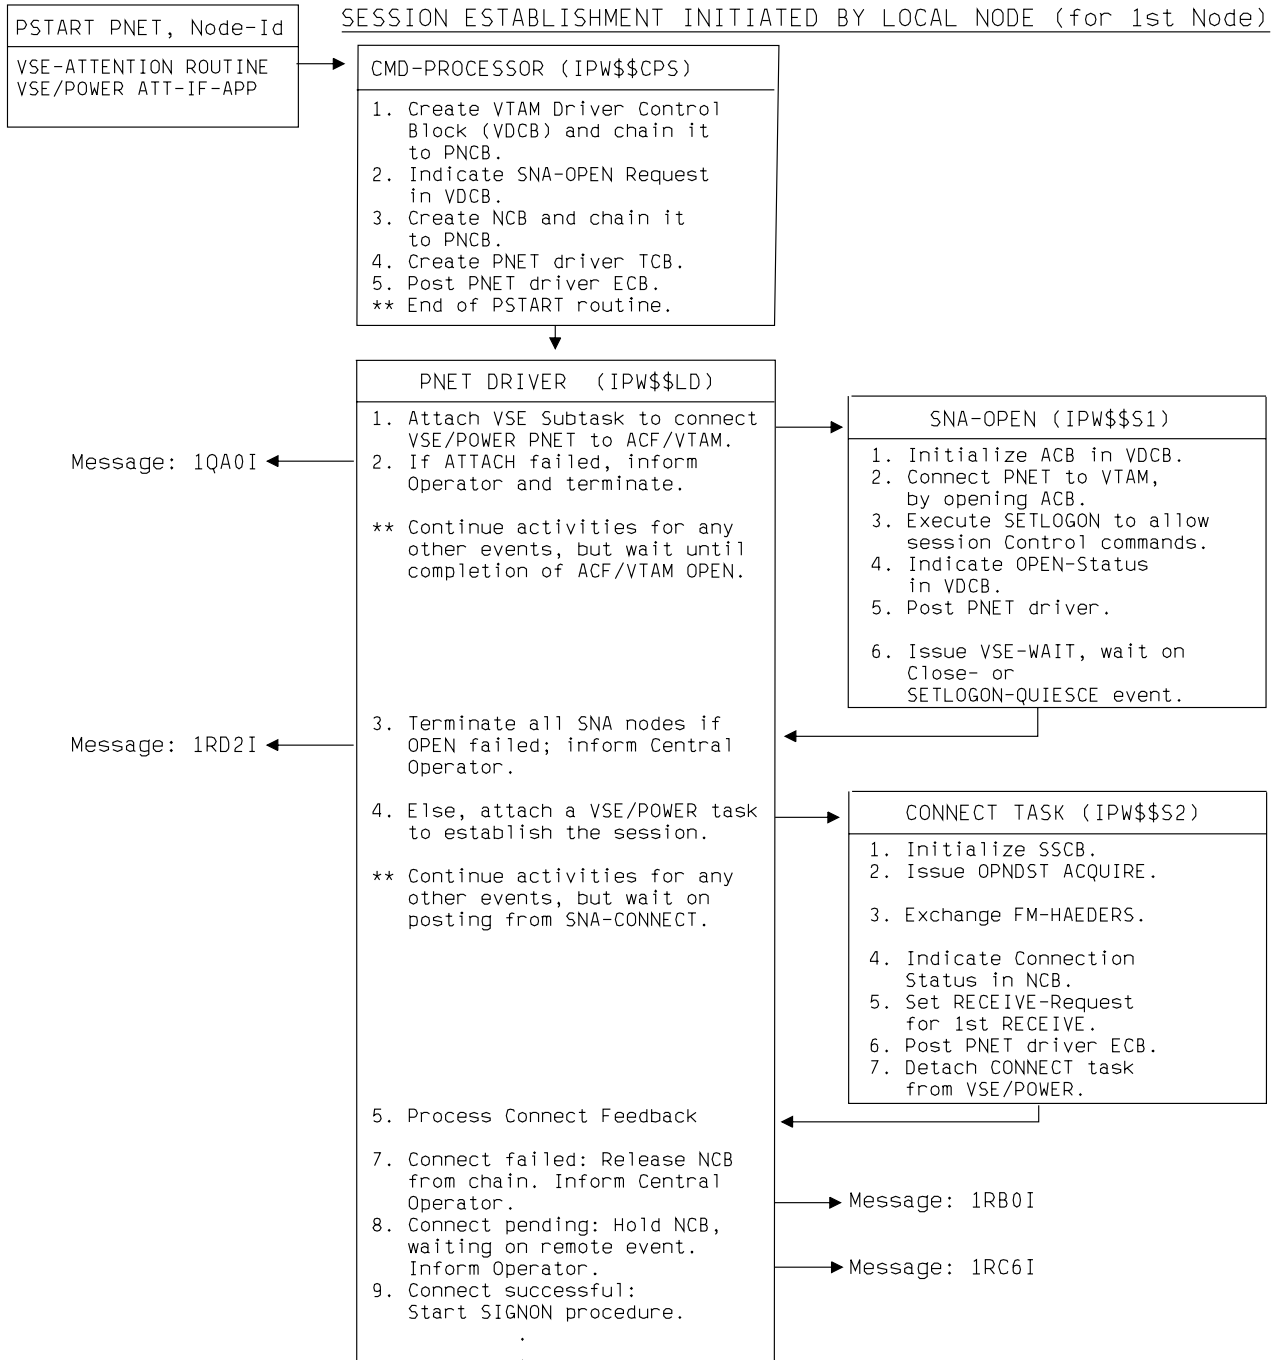 SESSION ESTABLISHMENT INITIATED BY LOCAL NODE (for 1st Node)
PSTART PNET, Node-Id
VSE-ATTENTION ROUTINE
VSE/POWER ATT-IF-APP
CMD-PROCESSOR (IPW$$CPS)
1. Create VTAM Driver Control
Block (VDCB) and chain it
to PNCB.
2. Indicate SNA-OPEN Request
in VDCB.
3. Create NCB and chain it
to PNCB.
4. Create PNET driver TCB.
5. Post PNET driver ECB.
** End of PSTART routine.
PNET DRIVER (IPW$$LD)
1. Attach VSE Subtask to connect
VSE/POWER PNET to ACF/VTAM.
2. If ATTACH failed, inform
Operator and terminate.
Message: 1QA0I
** Continue activities for any
other events, but wait until
completion of ACF/VTAM OPEN.
SNA-OPEN (IPW$$S1)
1. Initialize ACB in VDCB.
2. Connect PNET to VTAM,
by opening ACB.
3. Execute SETLOGON to allow
session Control commands.
4. Indicate OPEN-Status
in VDCB.
5. Post PNET driver.
6. Issue VSE-WAIT, wait on
Close- or
SETLOGON-QUIESCE event.
3. Terminate all SNA nodes if
OPEN failed; inform Central
Operator.
Message: 1RD2I
4. Else, attach a VSE/POWER task
to establish the session.
** Continue activities for any
other events, but wait on
posting from SNA-CONNECT.
CONNECT TASK (IPW$$S2)
1. Initialize SSCB.
2. Issue OPNDST ACQUIRE.
3. Exchange FM-HAEDERS.
4. Indicate Connection
Status in NCB.
5. Set RECEIVE-Request
for 1st RECEIVE.
6. Post PNET driver ECB.
7. Detach CONNECT task
from VSE/POWER.
5. Process Connect Feedback
7. Connect failed: Release NCB
from chain. Inform Central
Operator.
Message: 1RB0I
8. Connect pending: Hold NCB,
waiting on remote event.
Inform Operator.
Message: 1RC6I
9. Connect successful:
Start SIGNON procedure.
.
.